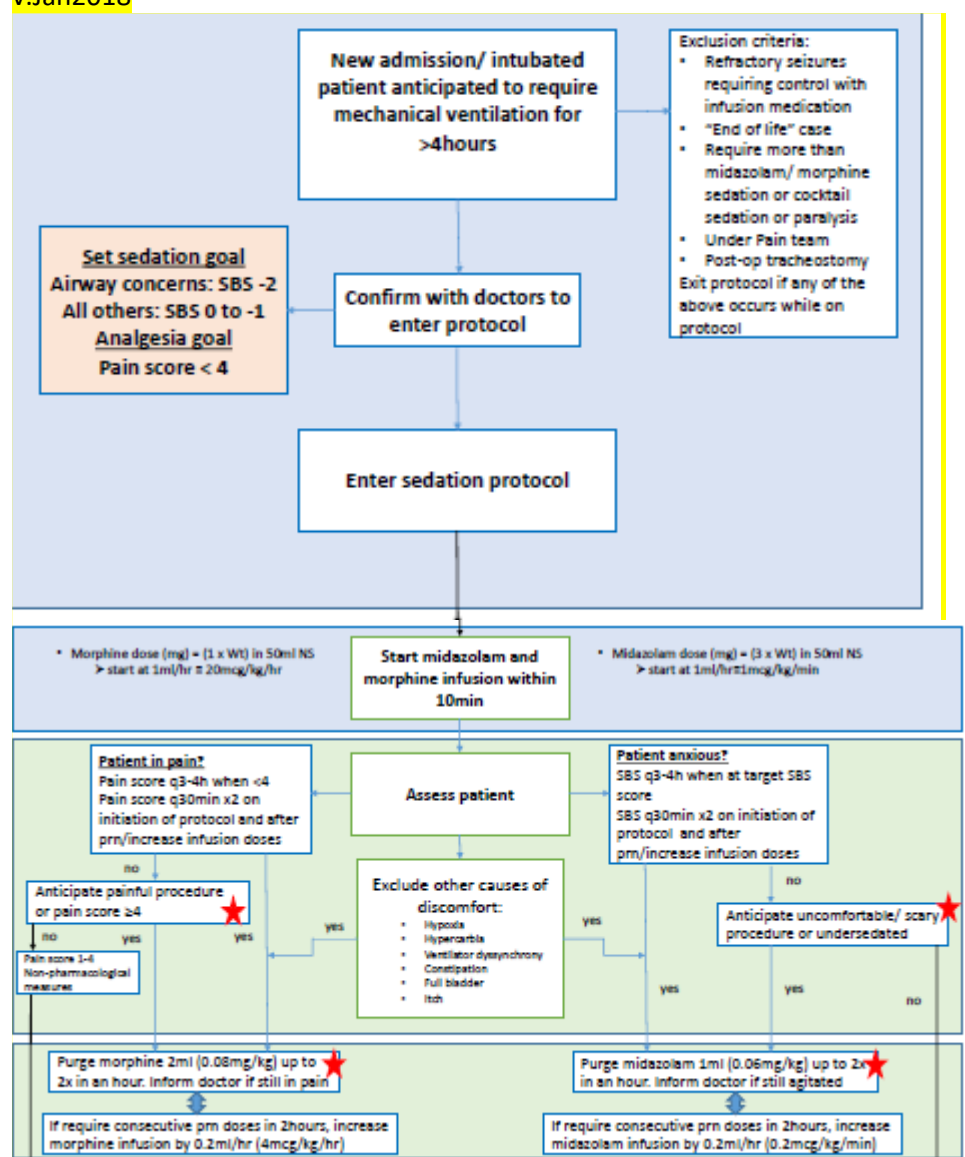 v.Jan2018
New admission/ intubated
patient anticipated to require
mechanical ventilation for
>4hours
Exclusion criteria:
• Refractory seizures
requiring control with
infusion medication
• "End of life" case
• Require more than
midazolam/ morphine
sedation or cocktail
sedation or paralysis
• Under Pain team
• Post-op tracheostomy
Exit protocol if any of the
above occurs while on
protocol
Set sedation goal
Airway concerns: SBS -2
All others: SBS 0 to -1
Analgesia goal
Pain score < 4
Confirm with doctors to
enter protocol
Enter sedation protocol
• Morphine dose (mg) = (1 x Wt) in 50ml NS
➢ start at 1ml/hr ≡ 20mcg/kg/hr
Start midazolam and
morphine infusion within
10min
• Midazolam dose (mg) = (3 x Wt) in 50ml NS
➢ start at 1ml/hr≡1mcg/kg/min
Patient in pain?
Pain score q3-4h when <4
Pain score q30min x2 on
initiation of protocol and after
prn/increase infusion doses
Assess patient
Patient anxious?
SBS q3-4h when at target SBS
score
SBS q30min x2 on initiation of
protocol and after
prn/increase infusion doses
no
Anticipate painful procedure
or pain score ≥4
no
yes
yes
Pain score 1-4
Non-pharmacological
measures
yes
Exclude other causes of
discomfort:
• Hypoxia
• Hypercarbia
• Ventilator dyssynchrony
• Constipation
• Full bladder
• Itch
yes
no
Anticipate uncomfortable/ scary
procedure or undersedated
yes
yes
no
Purge morphine 2ml (0.08mg/kg) up to
2x in an hour. Inform doctor if still in pain
Purge midazolam 1ml (0.06mg/kg) up to 2x
in an hour. Inform doctor if still agitated
If require consecutive prn doses in 2hours, increase
morphine infusion by 0.2ml/hr (4mcg/kg/hr)
If require consecutive prn doses in 2hours, increase
midazolam infusion by 0.2ml/hr (0.2mcg/kg/min)